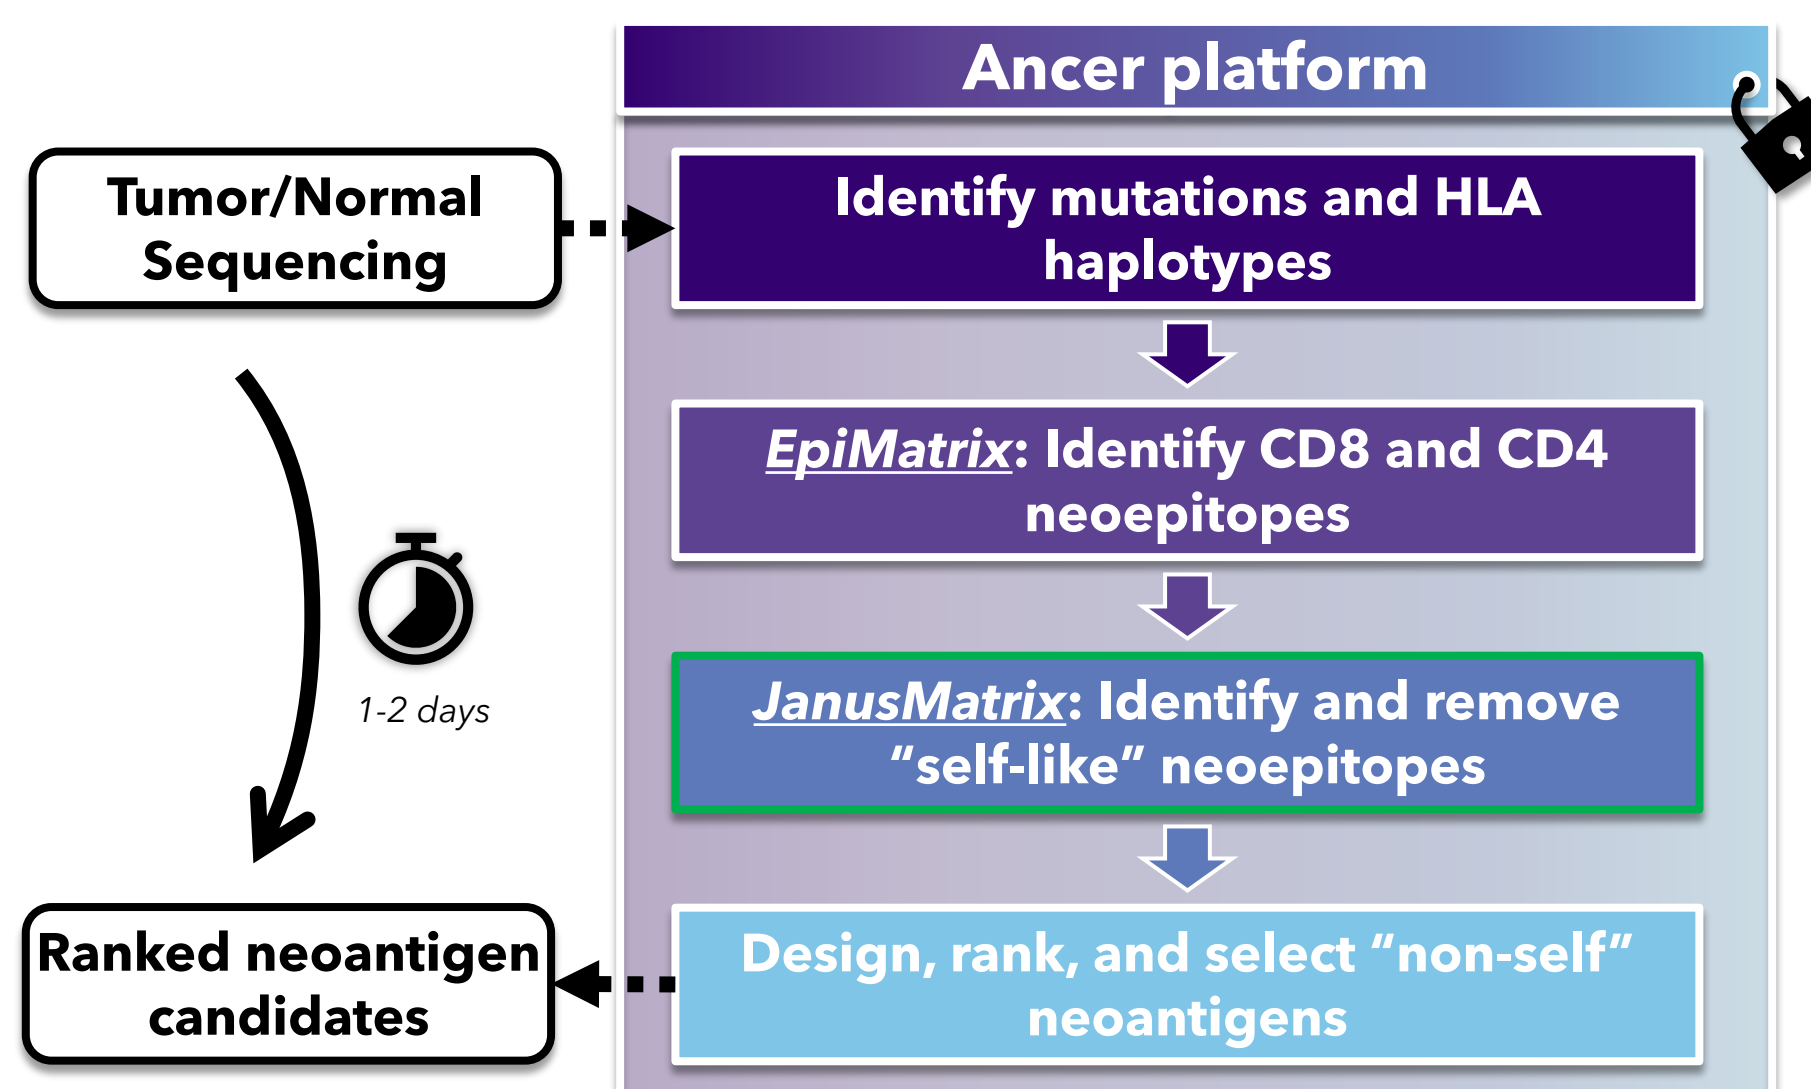 Ancer platform
Tumor/Normal
Sequencing
Identify mutations and HLA
haplotypes
EpiMatrix: Identify CD8 and CD4
neoepitopes
JanusMatrix: Identify and remove
“self-like” neoepitopes
1-2 days
Design, rank, and select “non-self”
neoantigens
Ranked neoantigen
candidates